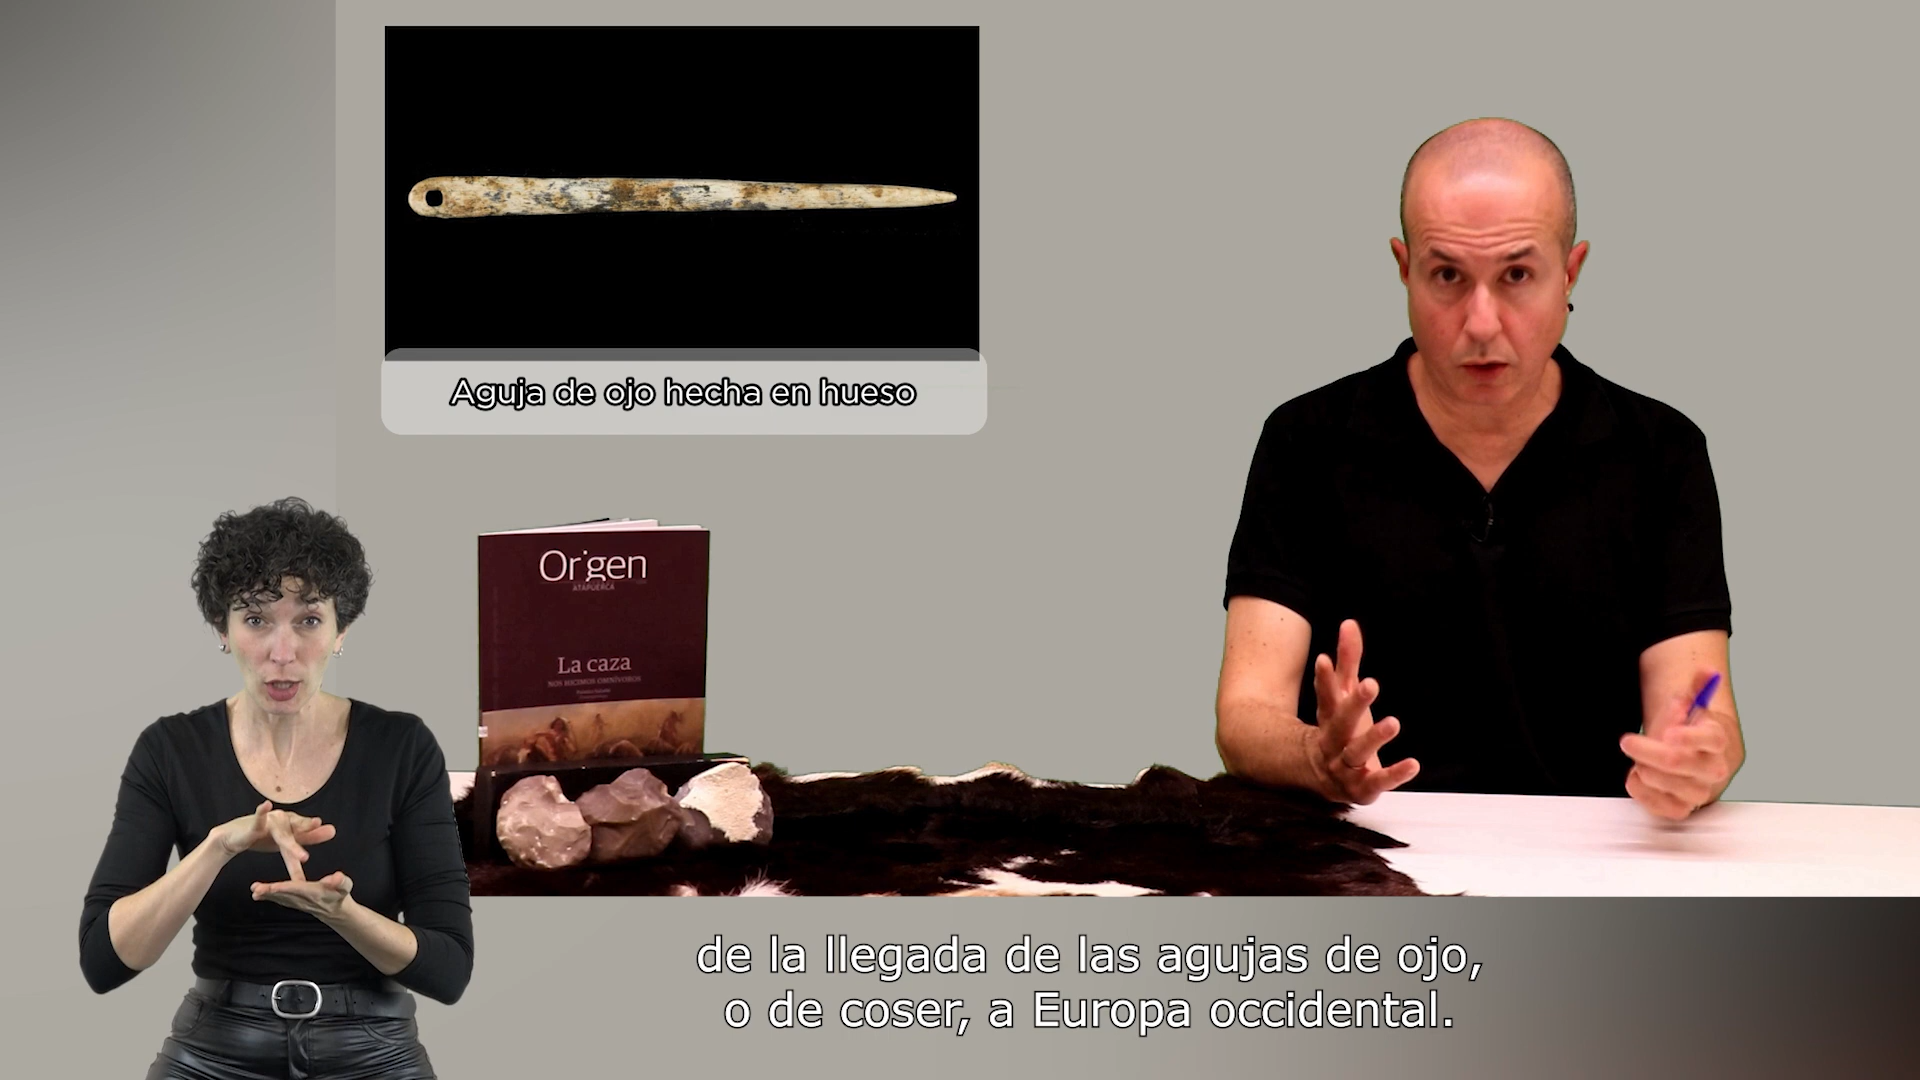 Aguja de ojo hecha en hueso
Origen
ATAPUERCA
La caza
NOS HICIMOS OMNÍVOROS
de la llegada de las agujas de ojo,
o de coser, a Europa occidental.